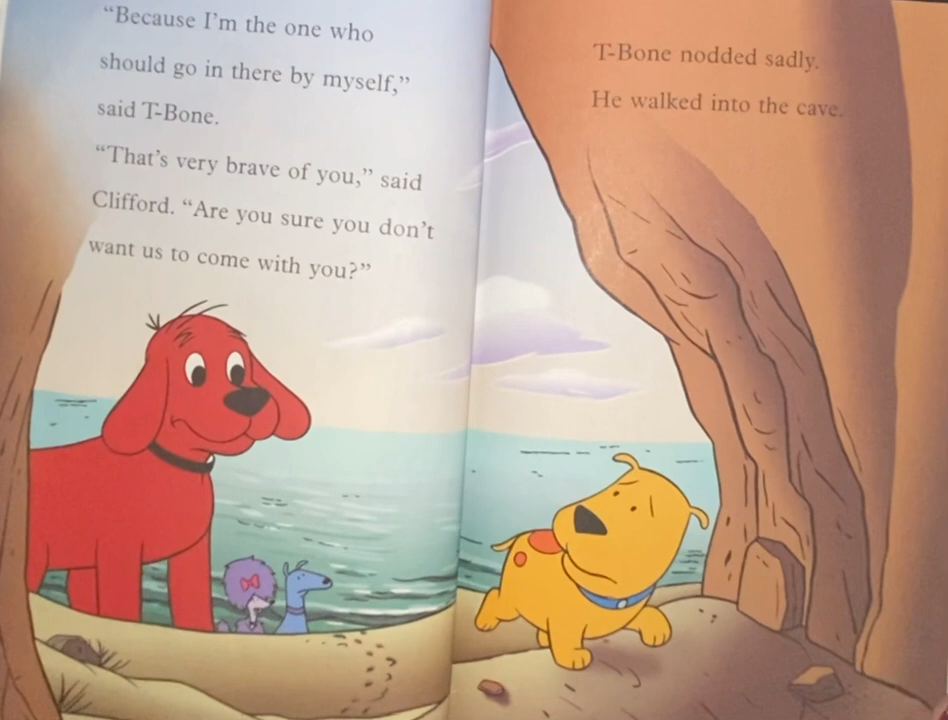 “Because I’m the one who
should go in there by myself,”
said T-Bone.
“That’s very brave of you,” said
Clifford. “Are you sure you don’t
want us to come with you?”
T-Bone nodded sadly.
He walked into the cave.